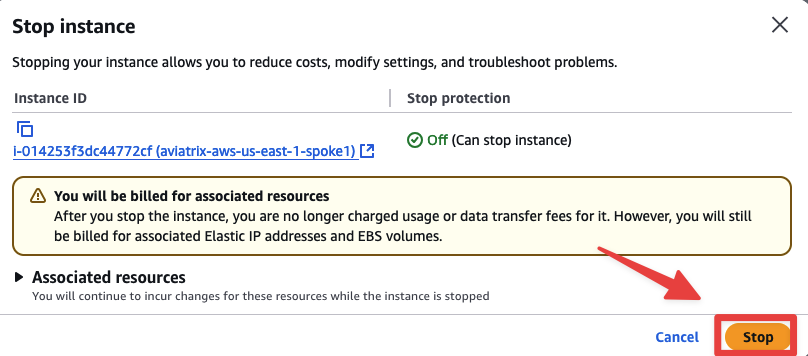 Stop instance
Stopping your instance allows you to reduce costs, modify settings, and troubleshoot problems.
Instance ID
Stop protection
i-014253f3dc44772cf (aviatrix-aws-us-east-1-spoke1)
Off (Can stop instance)
You will be billed for associated resources
After you stop the instance, you are no longer charged usage or data transfer fees for it. However, you will still
be billed for associated Elastic IP addresses and EBS volumes.
Associated resources
You will continue to incur changes for these resources while the instance is stopped
Cancel
Stop